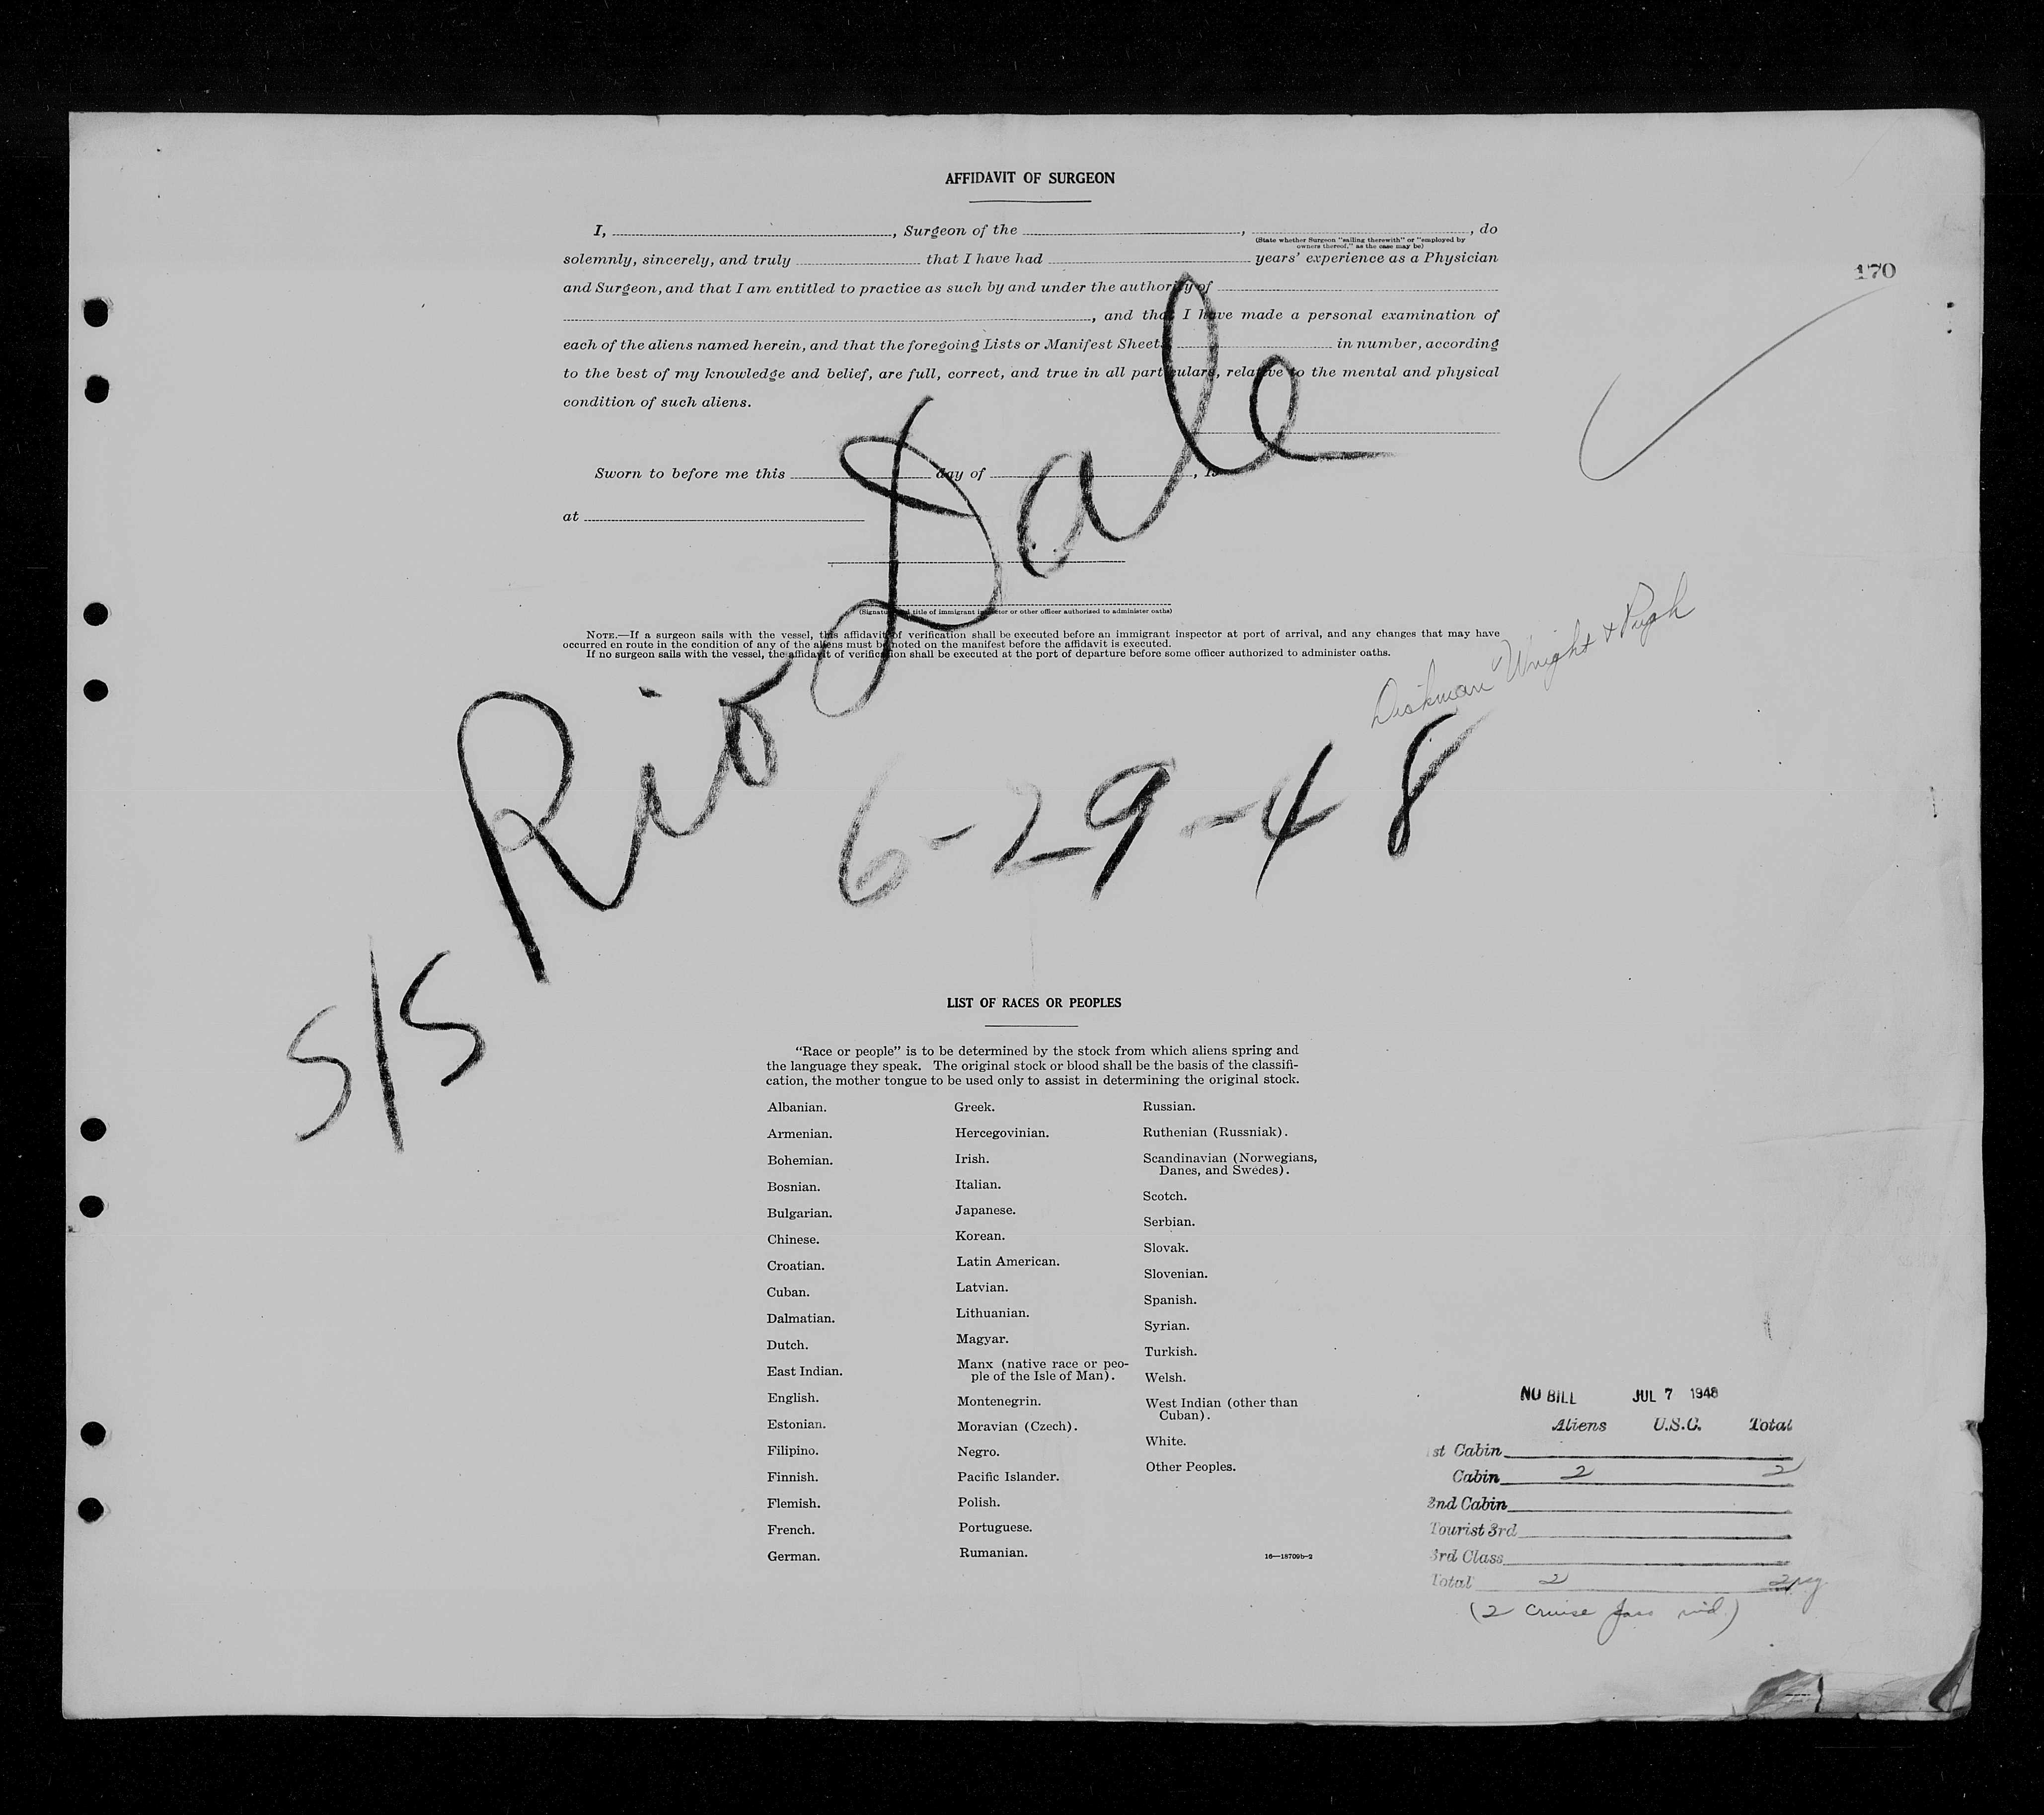 AFFIDAVIT OF SURGEON
170
I, , Surgeon of the , , do
(State whether Surgeon "sailing therewith" or "employed by
owners thereof," as the case may be)
solemnly, sincerely, and truly that I have had years' experience as a Physician
and Surgeon, and that I am entitled to practice as such by and under the authority of
, and that I have made a personal examination of
each of the aliens named herein, and that the foregoing Lists or Manifest Sheets, in number, according
to the best of my knowledge and belief, are full, correct, and true in all particulars, relative to the mental and physical
condition of such aliens.
Sworn to before me this day of , 19
at
(Signature and title of immigrant inspector or other officer authorized to administer oaths)
NOTE.—If a surgeon sails with the vessel, this affidavit of verification shall be executed before an immigrant inspector at port of arrival, and any changes that may have
occurred en route in the condition of any of the aliens must be noted on the manifest before the affidavit is executed.
If no surgeon sails with the vessel, the affidavit of verification shall be executed at the port of departure before some officer authorized to administer oaths.
S/S Rio Dale
Wright & Pugh
6-29-48
LIST OF RACES OR PEOPLES
"Race or people" is to be determined by the stock from which aliens spring and
the language they speak. The original stock or blood shall be the basis of the classifi-
cation, the mother tongue to be used only to assist in determining the original stock.
Albanian.
Armenian.
Bohemian.
Bosnian.
Bulgarian.
Chinese.
Croatian.
Cuban.
Dalmatian.
Dutch.
East Indian.
English.
Estonian.
Filipino.
Finnish.
Flemish.
French.
German.
Greek.
Hercegovinian.
Irish.
Italian.
Japanese.
Korean.
Latin American.
Latvian.
Lithuanian.
Magyar.
Manx (native race or peo-
ple of the Isle of Man).
Montenegrin.
Moravian (Czech).
Negro.
Pacific Islander.
Polish.
Portuguese.
Rumanian.
Russian.
Ruthenian (Russniak).
Scandinavian (Norwegians,
Danes, and Swedes).
Scotch.
Serbian.
Slovak.
Slovenian.
Spanish.
Syrian.
Turkish.
Welsh.
West Indian (other than
Cuban).
White.
Other Peoples.
16—18709b-2
NO BILL JUL 7 1948
Aliens U.S.C. Total
1st Cabin
Cabin 2 2
2nd Cabin
Tourist 3rd
3rd Class
Total 2 2
(2 cruise pass )